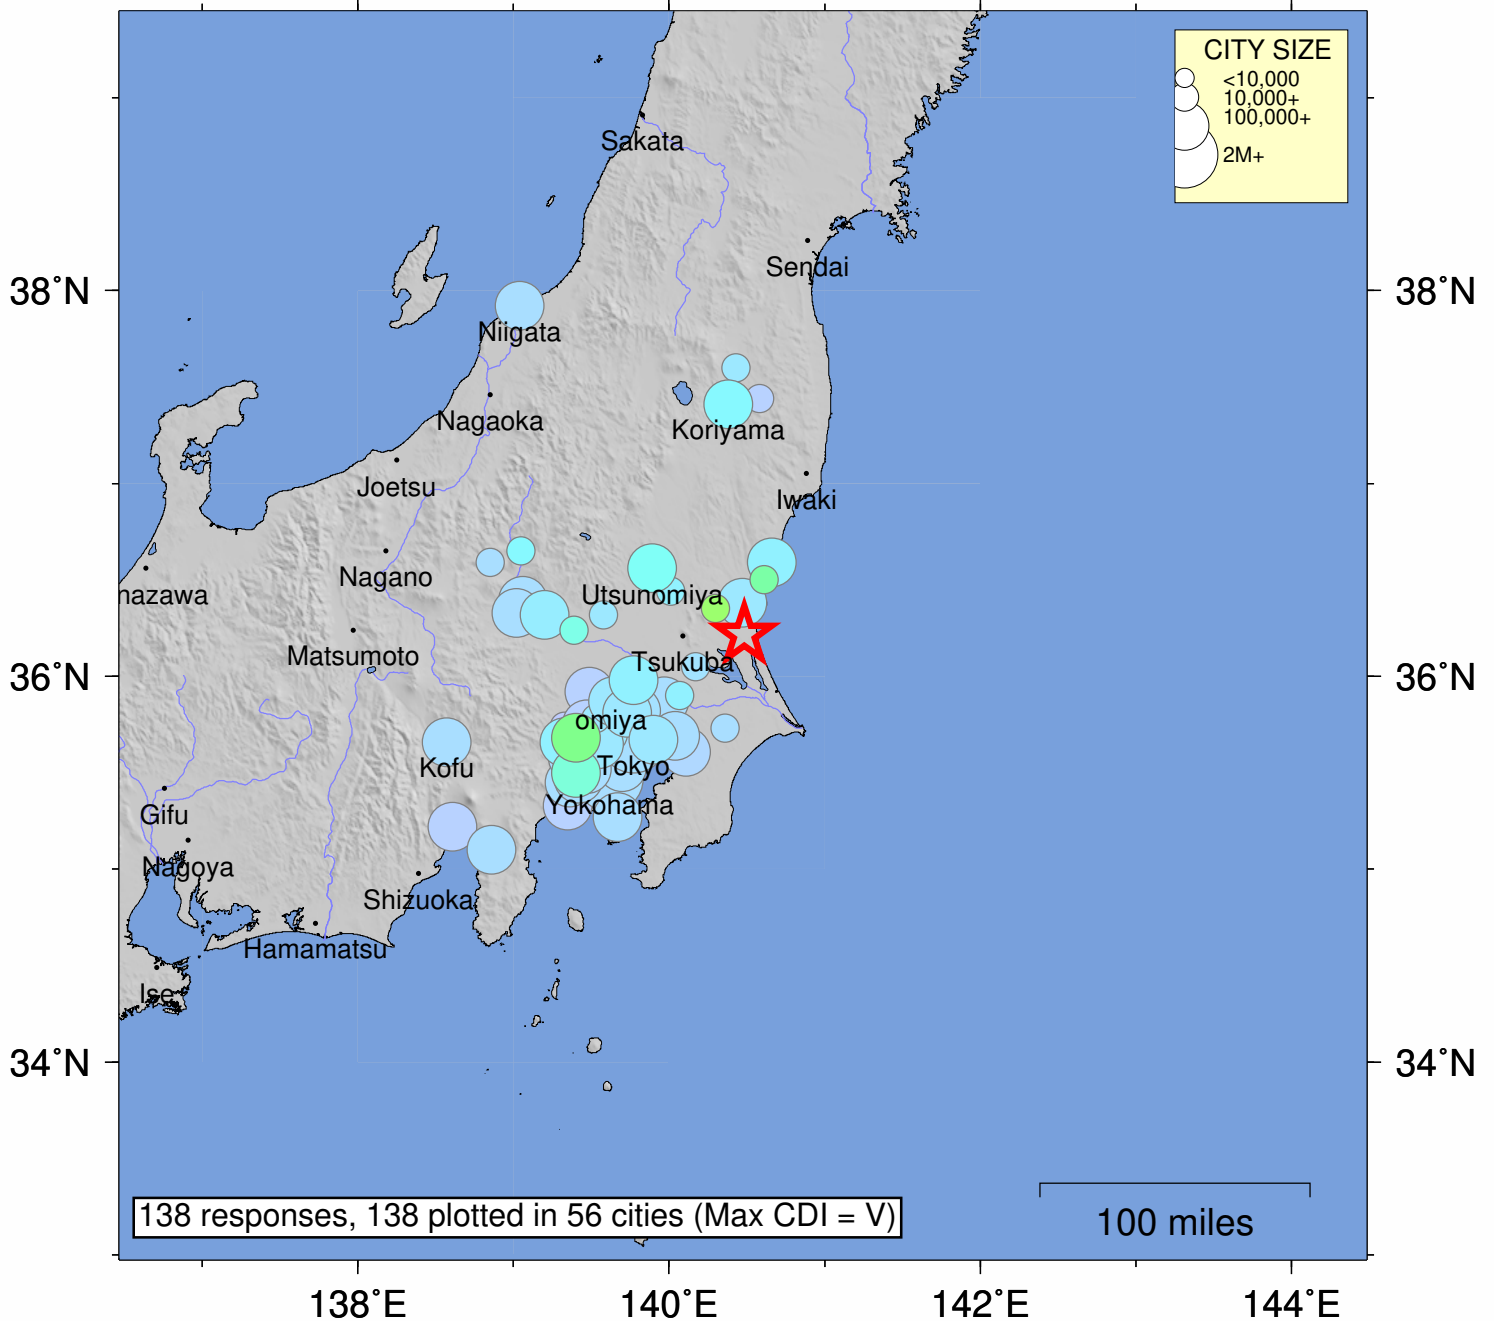 CITY SIZE
<10,000
10,000+
100,000+
2M+
Sakata
Sendai
38°N
38°N
Niigata
Nagaoka
Koriyama
Joetsu
Iwaki
Nagano
nazawa
Utsunomiya
Matsumoto
Tsukuba
36°N
36°N
omiya
Kofu
Tokyo
Yokohama
Gifu
Nagoya
Shizuoka
Hamamatsu
Ise
34°N
34°N
138 responses, 138 plotted in 56 cities (Max CDI = V)
100 miles
138°E
140°E
142°E
144°E